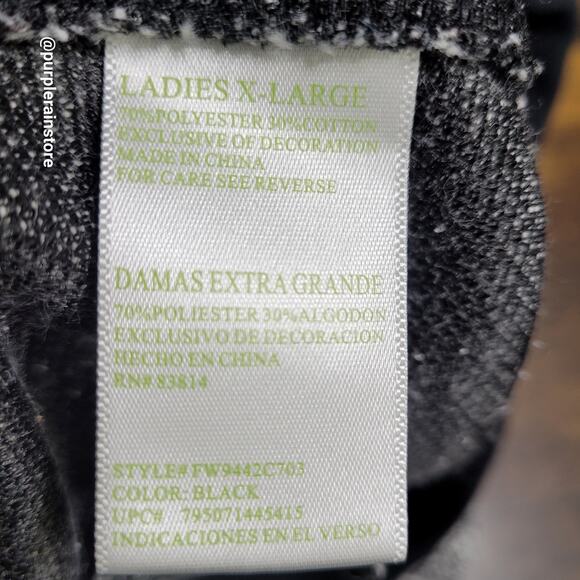 @purplerainstore
LADIES X-LARGE
70%POLYESTER 30%COTTON
EXCLUSIVE OF DECORATION
MADE IN CHINA
FOR CARE SEE REVERSE
DAMAS EXTRA GRANDE
70%POLIESTER 30%ALGODON
EXCLUSIVO DE DECORACION
HECHO EN CHINA
RN# 83814
STYLE# FW9442C703
COLOR: BLACK
UPC# 795071445415
INDICACIONES EN EL VERSO